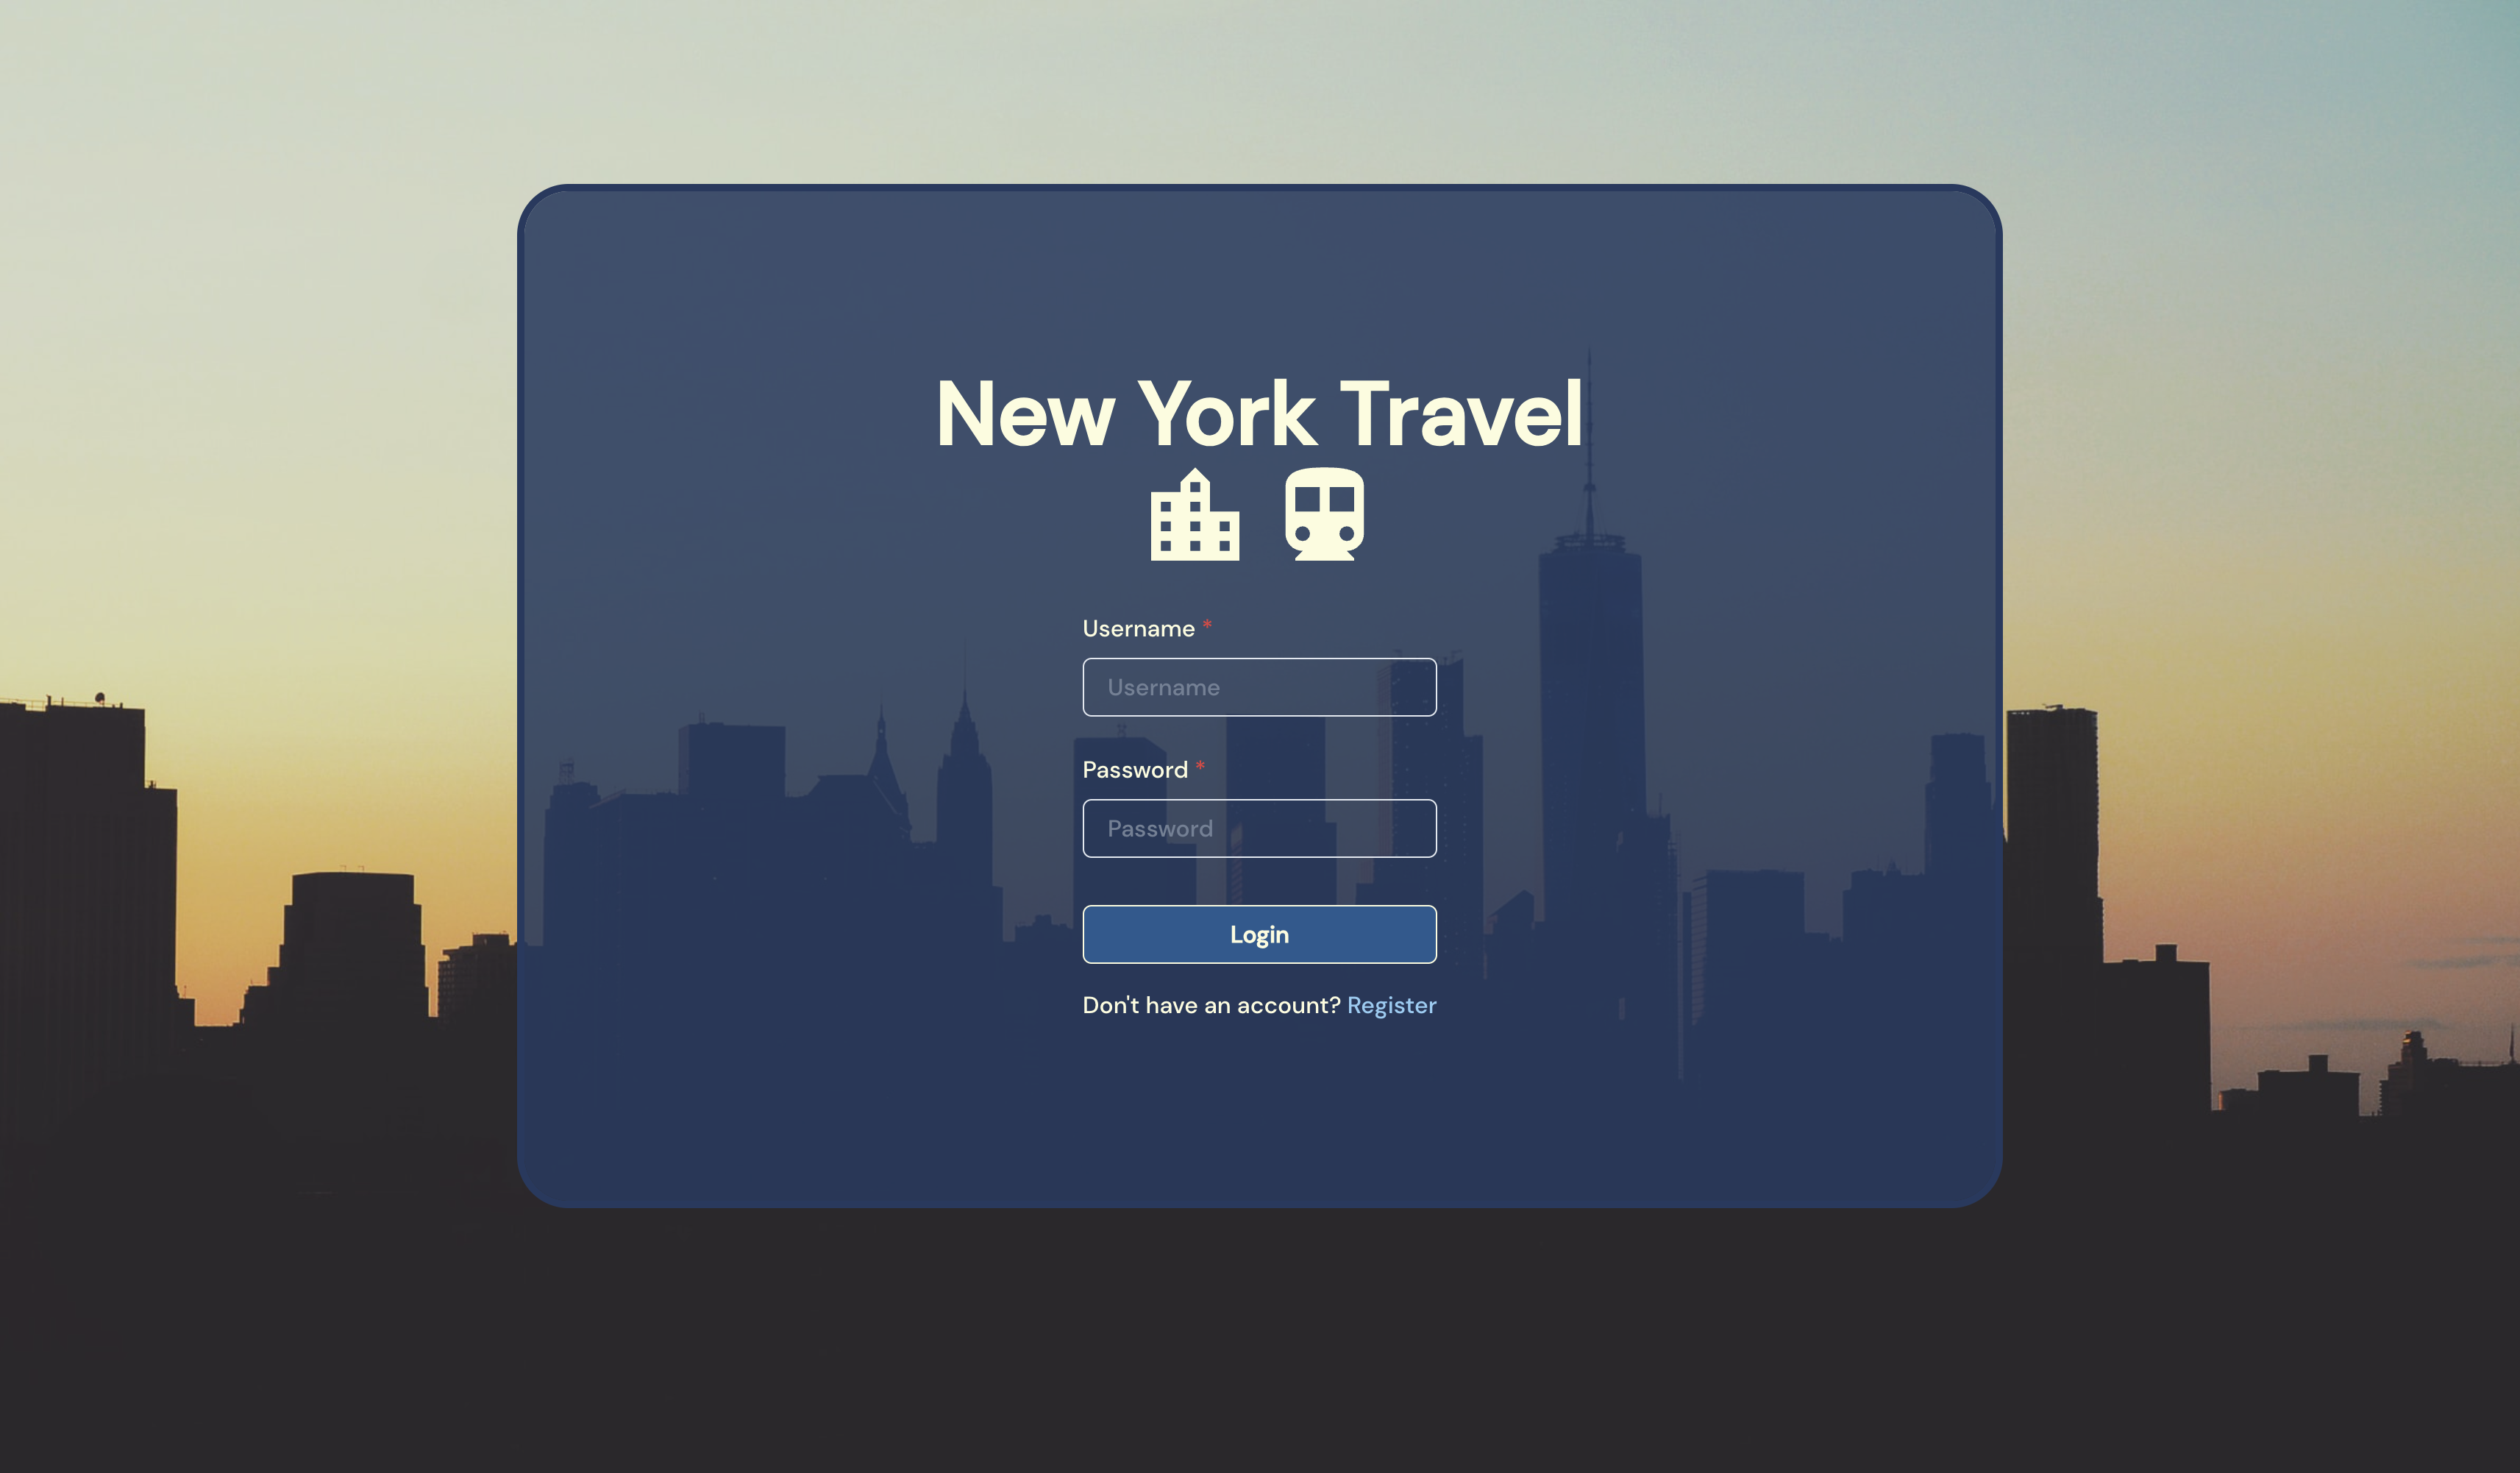 New York Travel
Username *
Username
Password *
Password
Login
Don't have an account? Register